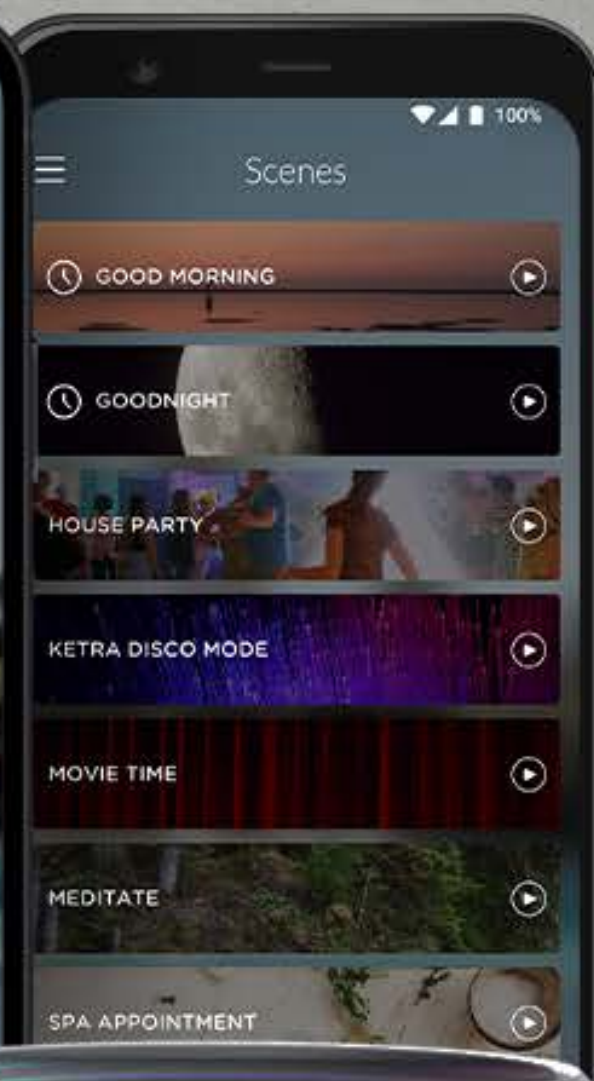 100%
Scenes
GOOD MORNING
GOODNIGHT
HOUSE PARTY
KETRA DISCO MODE
MOVIE TIME
MEDITATE
SPA APPOINTMENT